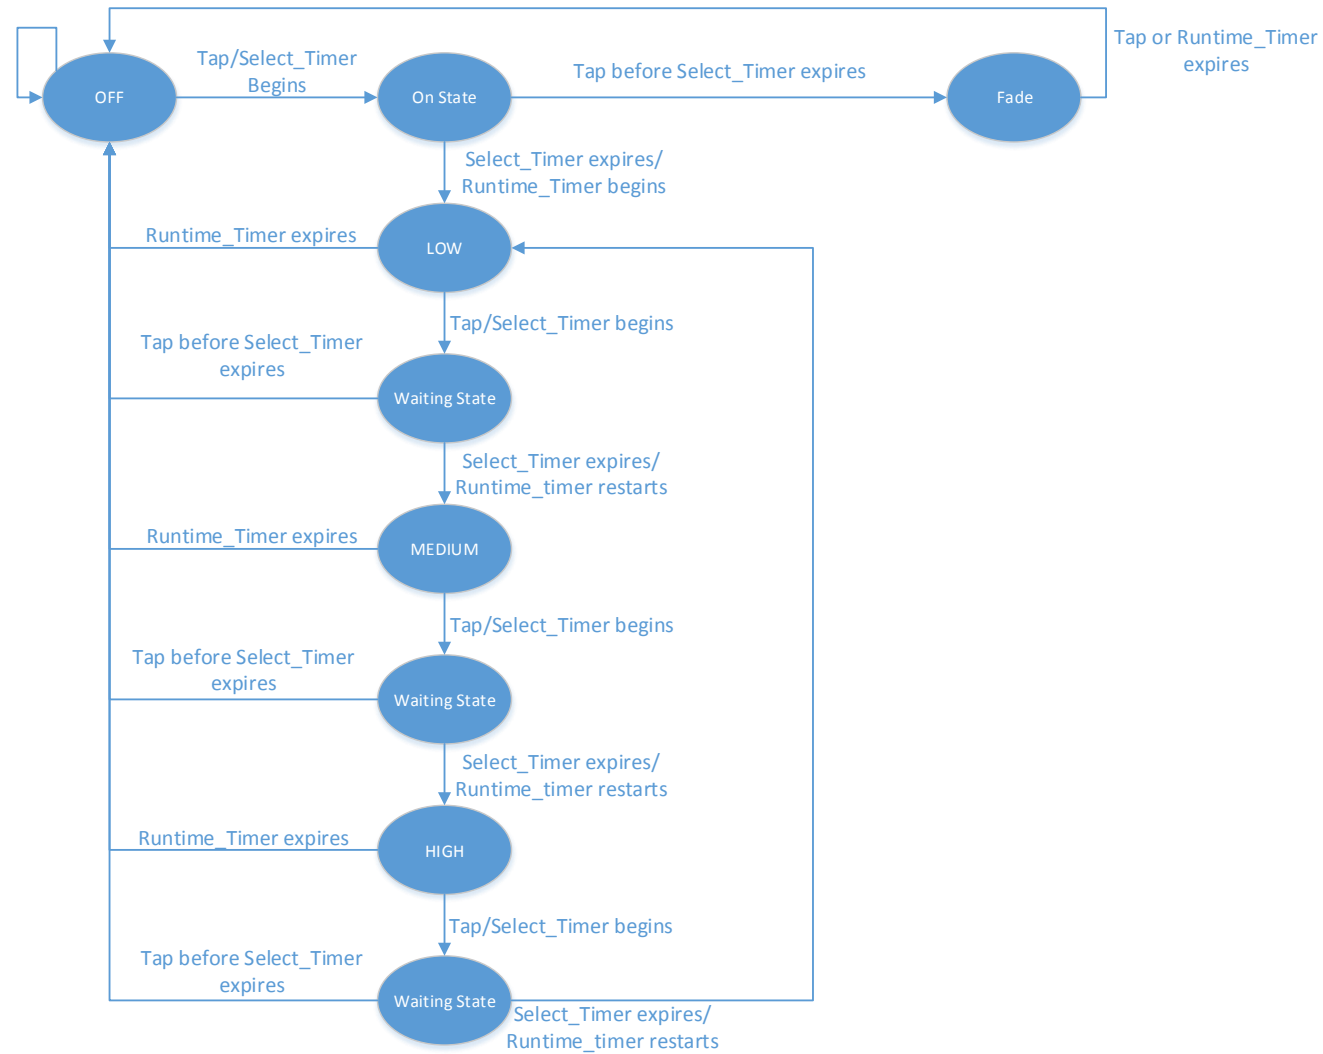 Tap or Runtime_Timer
expires
Tap/Select_Timer
Begins
Tap before Select_Timer expires
OFF
On State
Fade
Select_Timer expires/
Runtime_Timer begins
Runtime_Timer expires
LOW
Tap/Select_Timer begins
Tap before Select_Timer
expires
Waiting State
Select_Timer expires/
Runtime_timer restarts
Runtime_Timer expires
MEDIUM
Tap/Select_Timer begins
Tap before Select_Timer
expires
Waiting State
Select_Timer expires/
Runtime_timer restarts
Runtime_Timer expires
HIGH
Tap/Select_Timer begins
Tap before Select_Timer
expires
Waiting State
Select_Timer expires/
Runtime_timer restarts